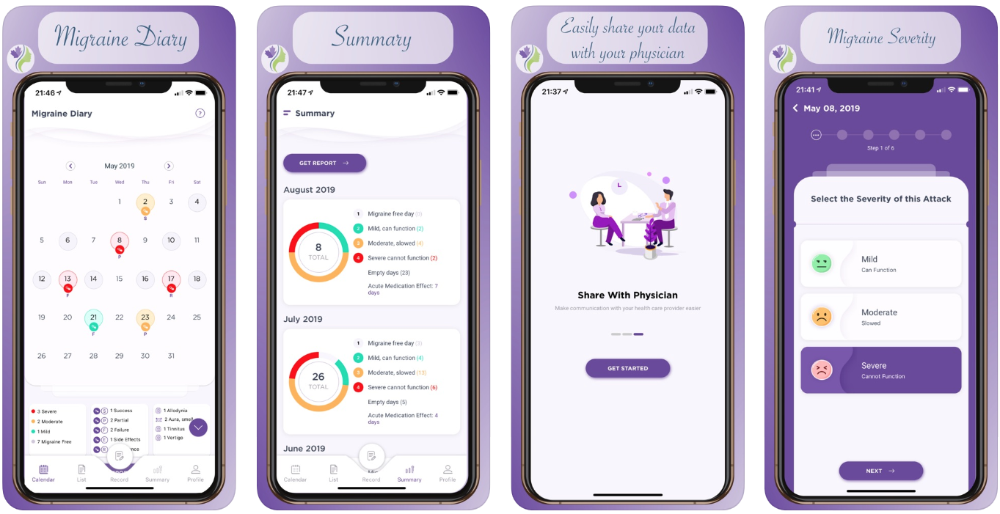 Migraine Diary
21:46
Migraine Diary
?
May 2019
Sun Mon Tue Wed Thu Fri Sat
1 2 3 4
S
5 6 7 8 9 10 11
P
12 13 14 15 16 17 18
F R
19 20 21 22 23 24 25
F P
26 27 28 29 30 31
3 Severe
2 Moderate
1 Mild
7 Migraine Free
S 1 Success
P 2 Partial
F 2 Failure
E 1 Side Effects
R
1 Allodynia
2 Aura, smell
1 Tinnitus
1 Vertigo
Calendar List Record Summary Profile
Summary
21:47
Summary
GET REPORT →
August 2019
8
TOTAL
1 Migraine free day (0)
2 Mild, can function (2)
3 Moderate, slowed (4)
4 Severe cannot function (2)
Empty days (23)
Acute Medication Effect: 7
days
July 2019
26
TOTAL
1 Migraine free day (3)
2 Mild, can function (4)
3 Moderate, slowed (13)
4 Severe cannot function (6)
Empty days (5)
Acute Medication Effect: 4
days
June 2019
Calendar List Record Summary Profile
Easily share your data
with your physician
21:37
Share With Physician
Make communication with your health care provider easier
GET STARTED
Migraine Severity
21:41
May 08, 2019
Step 1 of 6
Select the Severity of this Attack
Mild
Can Function
Moderate
Slowed
Severe
Cannot Function
NEXT →